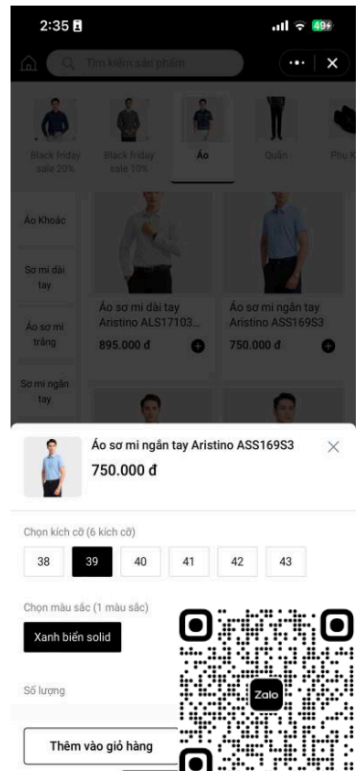 2:35
49
Tìm kiếm sản phẩm
Black friday
sale 20%
Black friday
sale 10%
Áo
Quần
Phụ K
Áo Khoác
Sơ mi dài
tay
Áo sơ mi
trắng
Sơ mi ngắn
tay
Áo sơ mi dài tay
Aristino ALS17103...
895.000 đ
Áo sơ mi ngắn tay
Aristino ASS169S3
750.000 đ
Áo sơ mi ngắn tay Aristino ASS169S3
750.000 đ
Chọn kích cỡ (6 kích cỡ)
38 39 40 41 42 43
Chọn màu sắc (1 màu sắc)
Xanh biển solid
Zalo
Số lượng
Thêm vào giỏ hàng